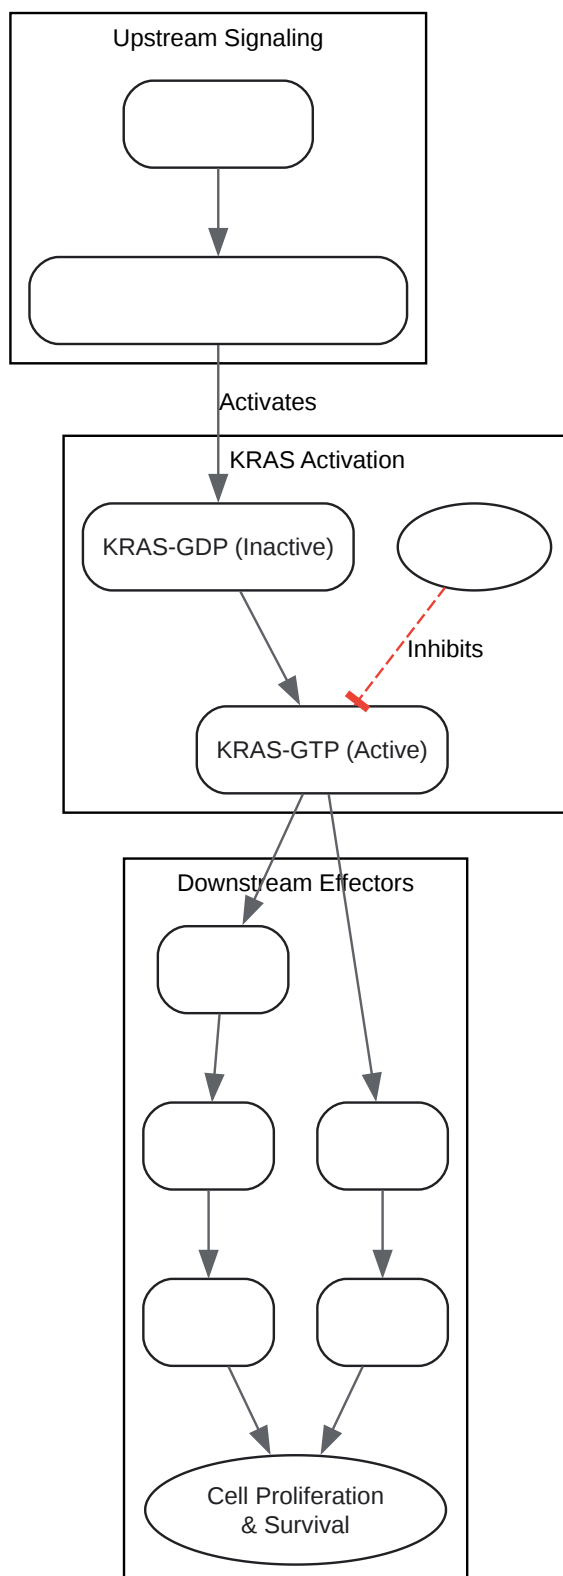 Upstream Signaling
Activates
KRAS Activation
KRAS-GDP (Inactive)
Inhibits
KRAS-GTP (Active)
Downstream Effectors
Cell Proliferation
& Survival